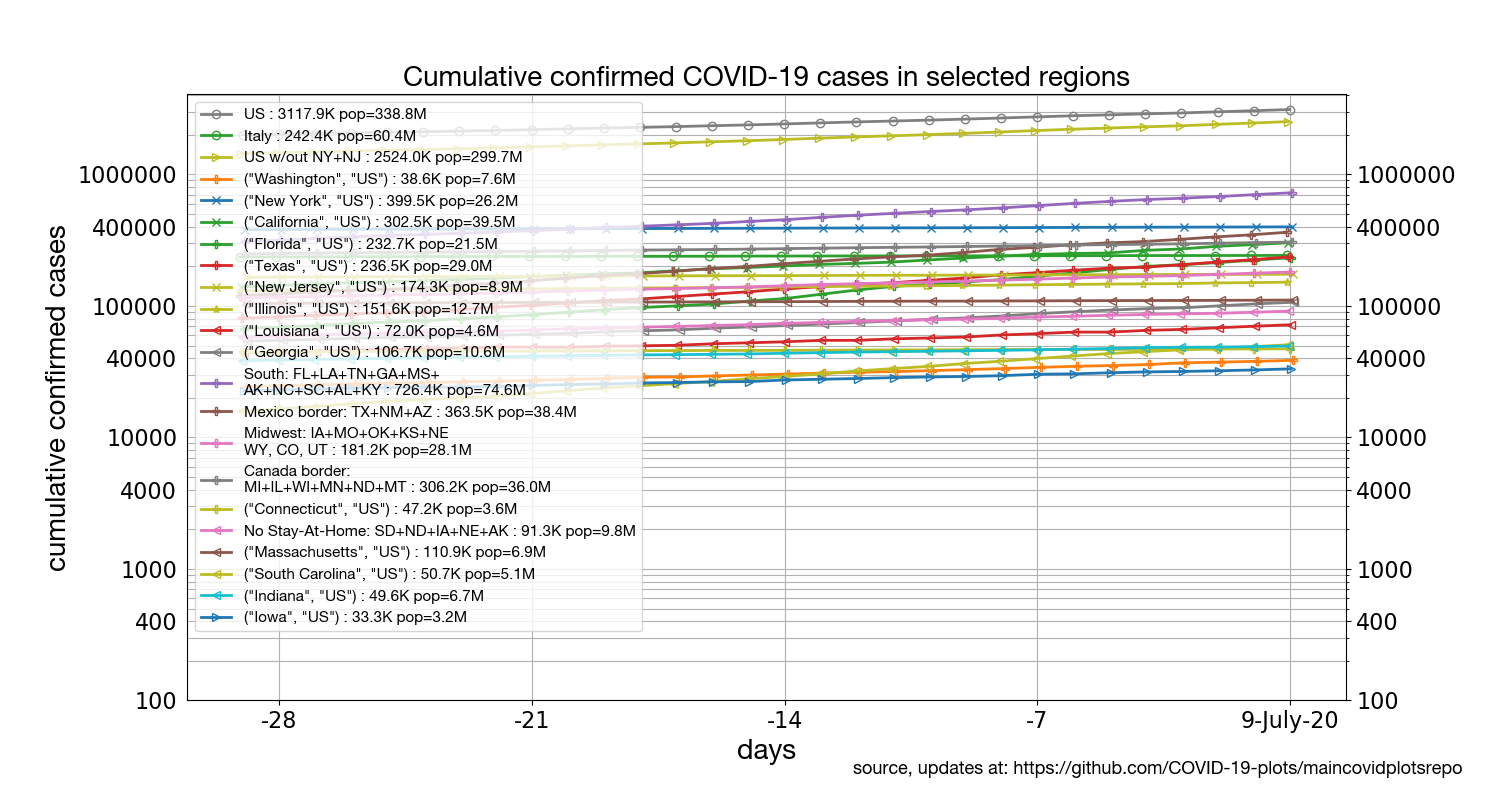 Cumulative confirmed COVID-19 cases in selected regions
US : 3117.9K pop=338.8M
Italy : 242.4K pop=60.4M
US w/out NY+NJ : 2524.0K pop=299.7M
("Washington", "US") : 38.6K pop=7.6M
("New York", "US") : 399.5K pop=26.2M
("California", "US") : 302.5K pop=39.5M
("Florida", "US") : 232.7K pop=21.5M
("Texas", "US") : 236.5K pop=29.0M
("New Jersey", "US") : 174.3K pop=8.9M
("Illinois", "US") : 151.6K pop=12.7M
("Louisiana", "US") : 72.0K pop=4.6M
("Georgia", "US") : 106.7K pop=10.6M
South: FL+LA+TN+GA+MS+
AK+NC+SC+AL+KY : 726.4K pop=74.6M
Mexico border: TX+NM+AZ : 363.5K pop=38.4M
Midwest: IA+MO+OK+KS+NE
WY, CO, UT : 181.2K pop=28.1M
Canada border:
MI+IL+WI+MN+ND+MT : 306.2K pop=36.0M
("Connecticut", "US") : 47.2K pop=3.6M
No Stay-At-Home: SD+ND+IA+NE+AK : 91.3K pop=9.8M
("Massachusetts", "US") : 110.9K pop=6.9M
("South Carolina", "US") : 50.7K pop=5.1M
("Indiana", "US") : 49.6K pop=6.7M
("Iowa", "US") : 33.3K pop=3.2M
cumulative confirmed cases
1000000
400000
100000
40000
10000
4000
1000
400
100
1000000
400000
100000
40000
10000
4000
1000
400
100
-28
-21
-14
-7
9-July-20
days
source, updates at: https://github.com/COVID-19-plots/maincovidplotsrepo